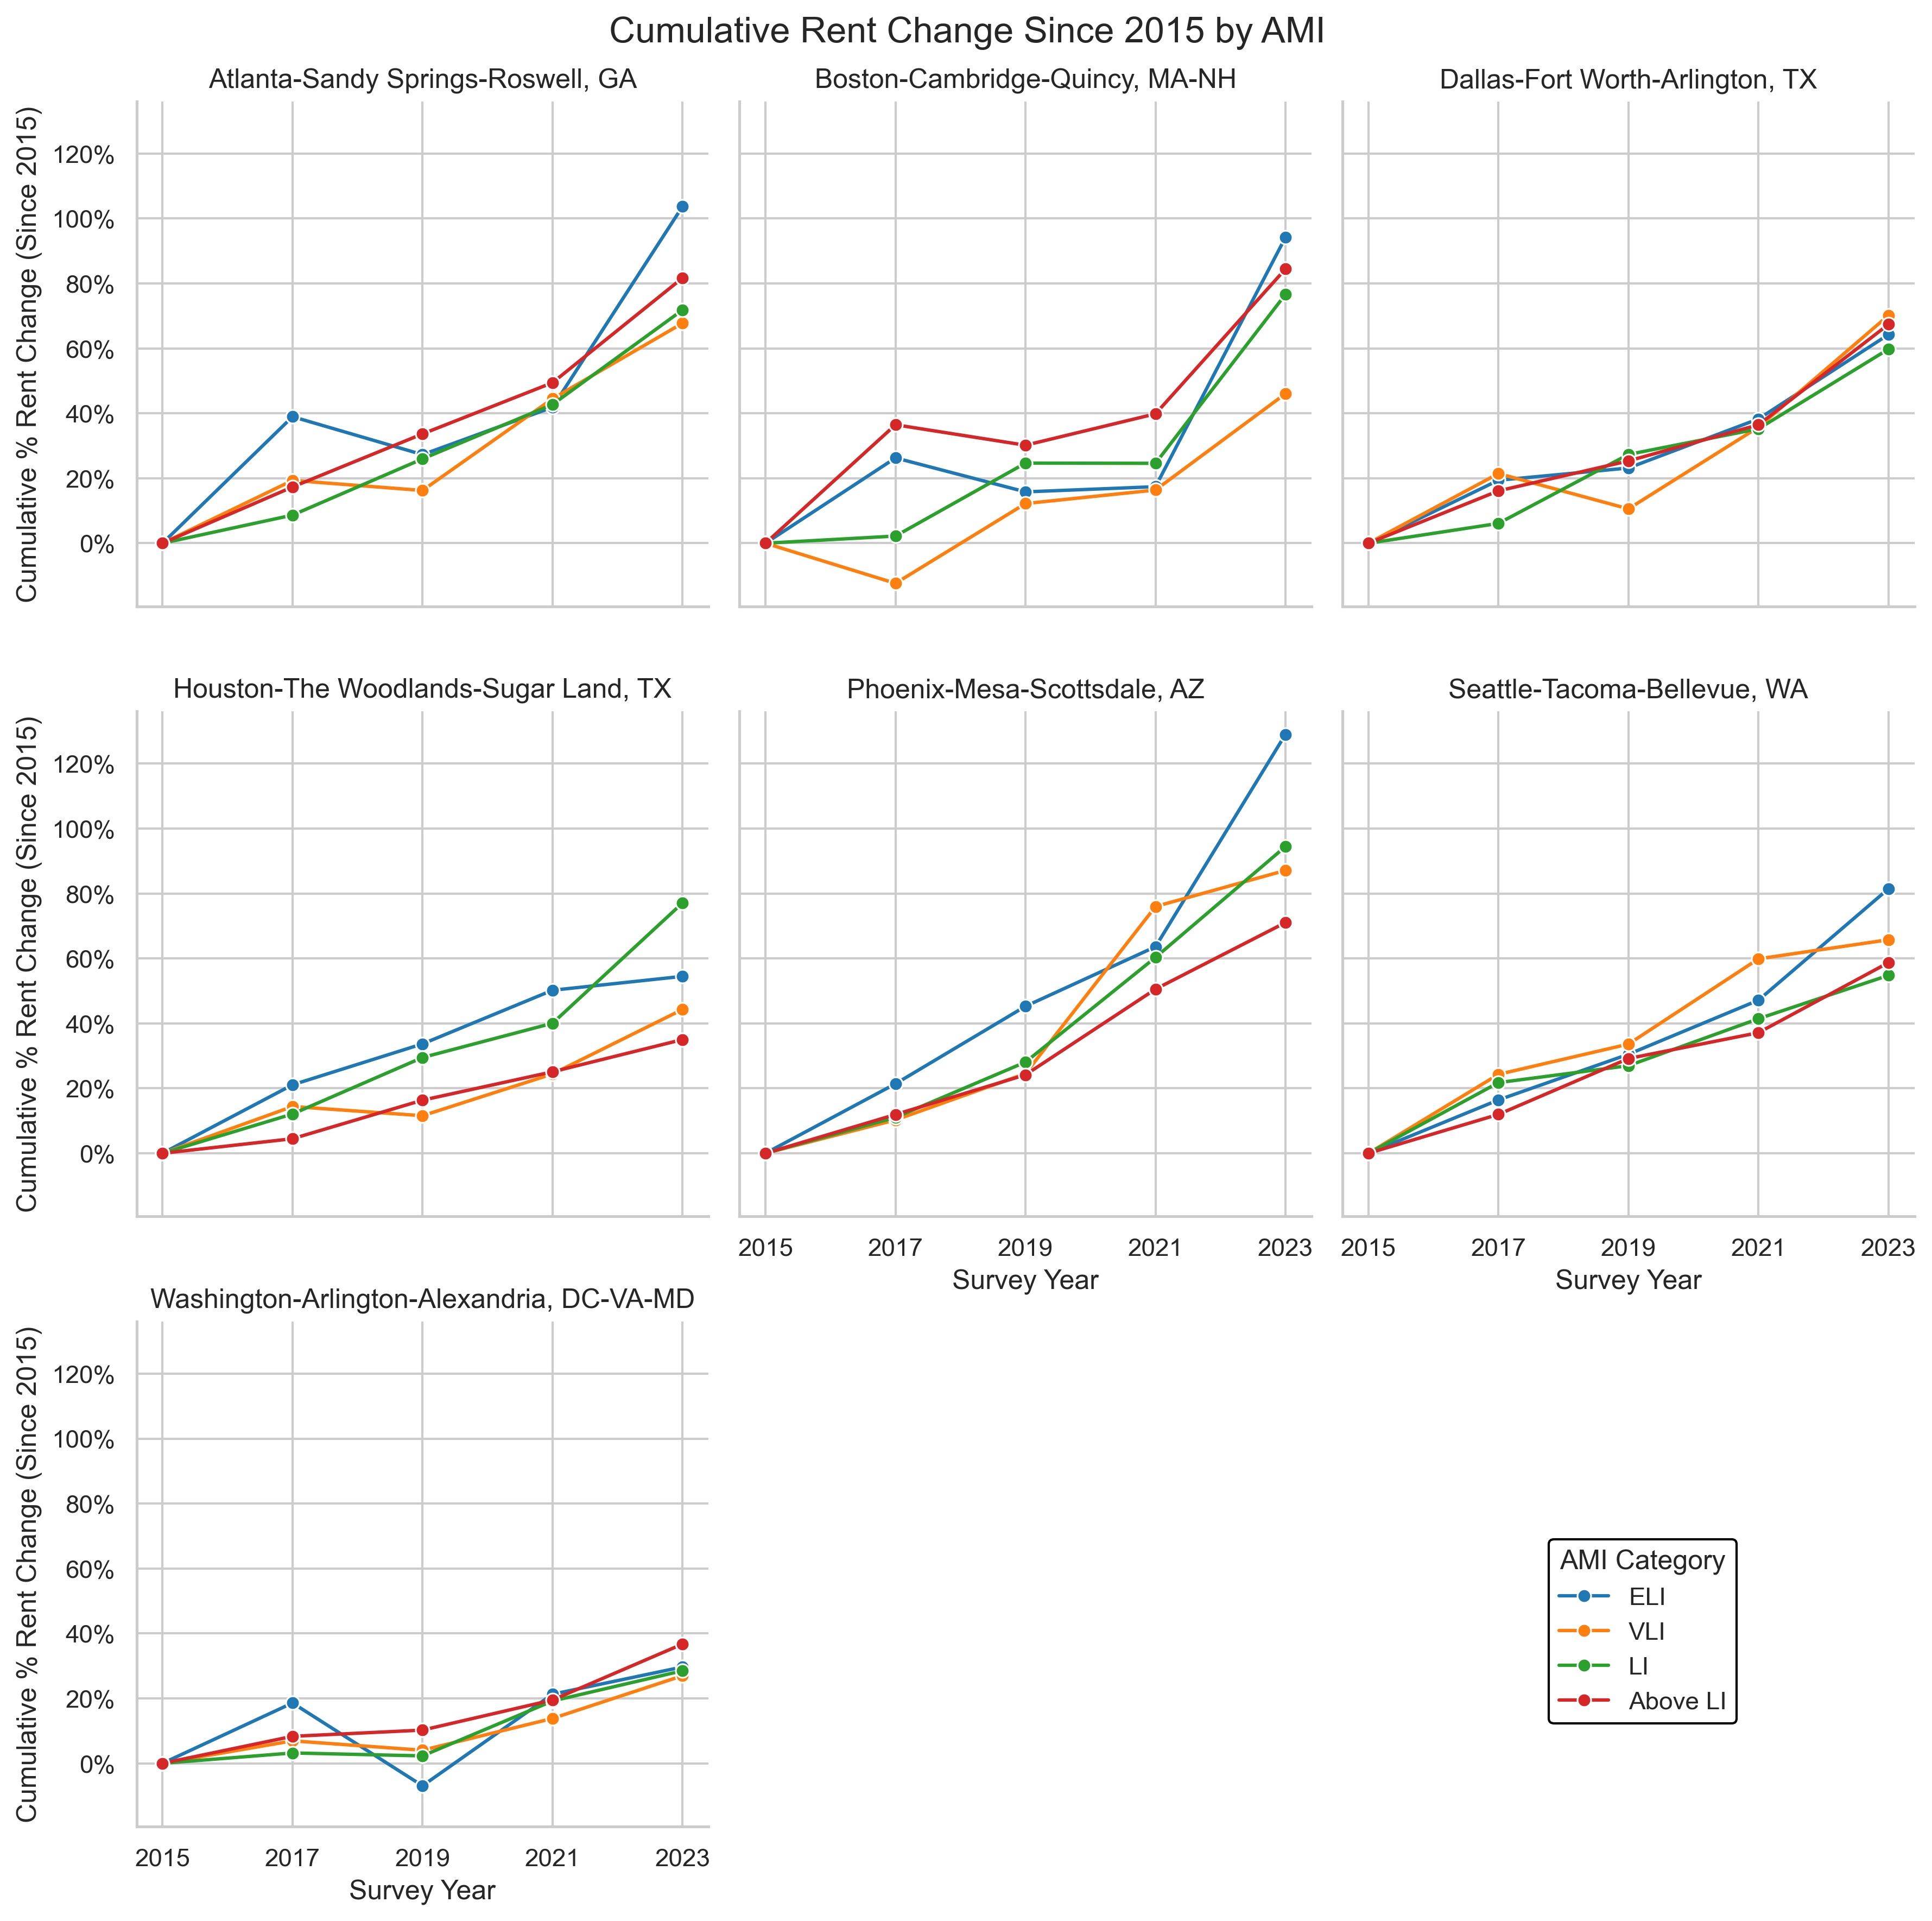 Cumulative Rent Change Since 2015 by AMI
Atlanta-Sandy Springs-Roswell, GA
Boston-Cambridge-Quincy, MA-NH
Dallas-Fort Worth-Arlington, TX
Cumulative % Rent Change (Since 2015)
120%
100%
80%
60%
40%
20%
0%
Houston-The Woodlands-Sugar Land, TX
Phoenix-Mesa-Scottsdale, AZ
Seattle-Tacoma-Bellevue, WA
Cumulative % Rent Change (Since 2015)
120%
100%
80%
60%
40%
20%
0%
2015 2017 2019 2021 2023
Survey Year
2015 2017 2019 2021 2023
Survey Year
Washington-Arlington-Alexandria, DC-VA-MD
Cumulative % Rent Change (Since 2015)
120%
100%
80%
60%
40%
20%
0%
2015 2017 2019 2021 2023
Survey Year
AMI Category
ELI
VLI
LI
Above LI